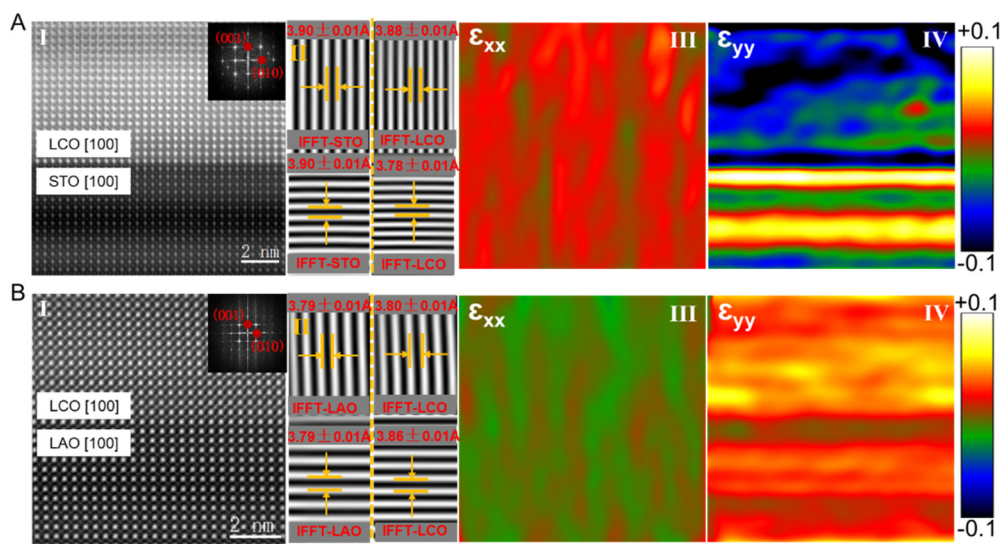 A
I
(001)
(010)
LCO [100]
STO [100]
2 nm
3.90±0.01Å
3.88±0.01Å
II
IFFT-STO
IFFT-LCO
3.90±0.01Å
3.78±0.01Å
IFFT-STO
IFFT-LCO
εxx
III
εyy
IV
+0.1
-0.1
B
I
(001)
(010)
LCO [100]
LAO [100]
2 nm
3.79±0.01Å
3.80±0.01Å
II
IFFT-LAO
IFFT-LCO
3.79±0.01Å
3.86±0.01Å
IFFT-LAO
IFFT-LCO
εxx
III
εyy
IV
+0.1
-0.1